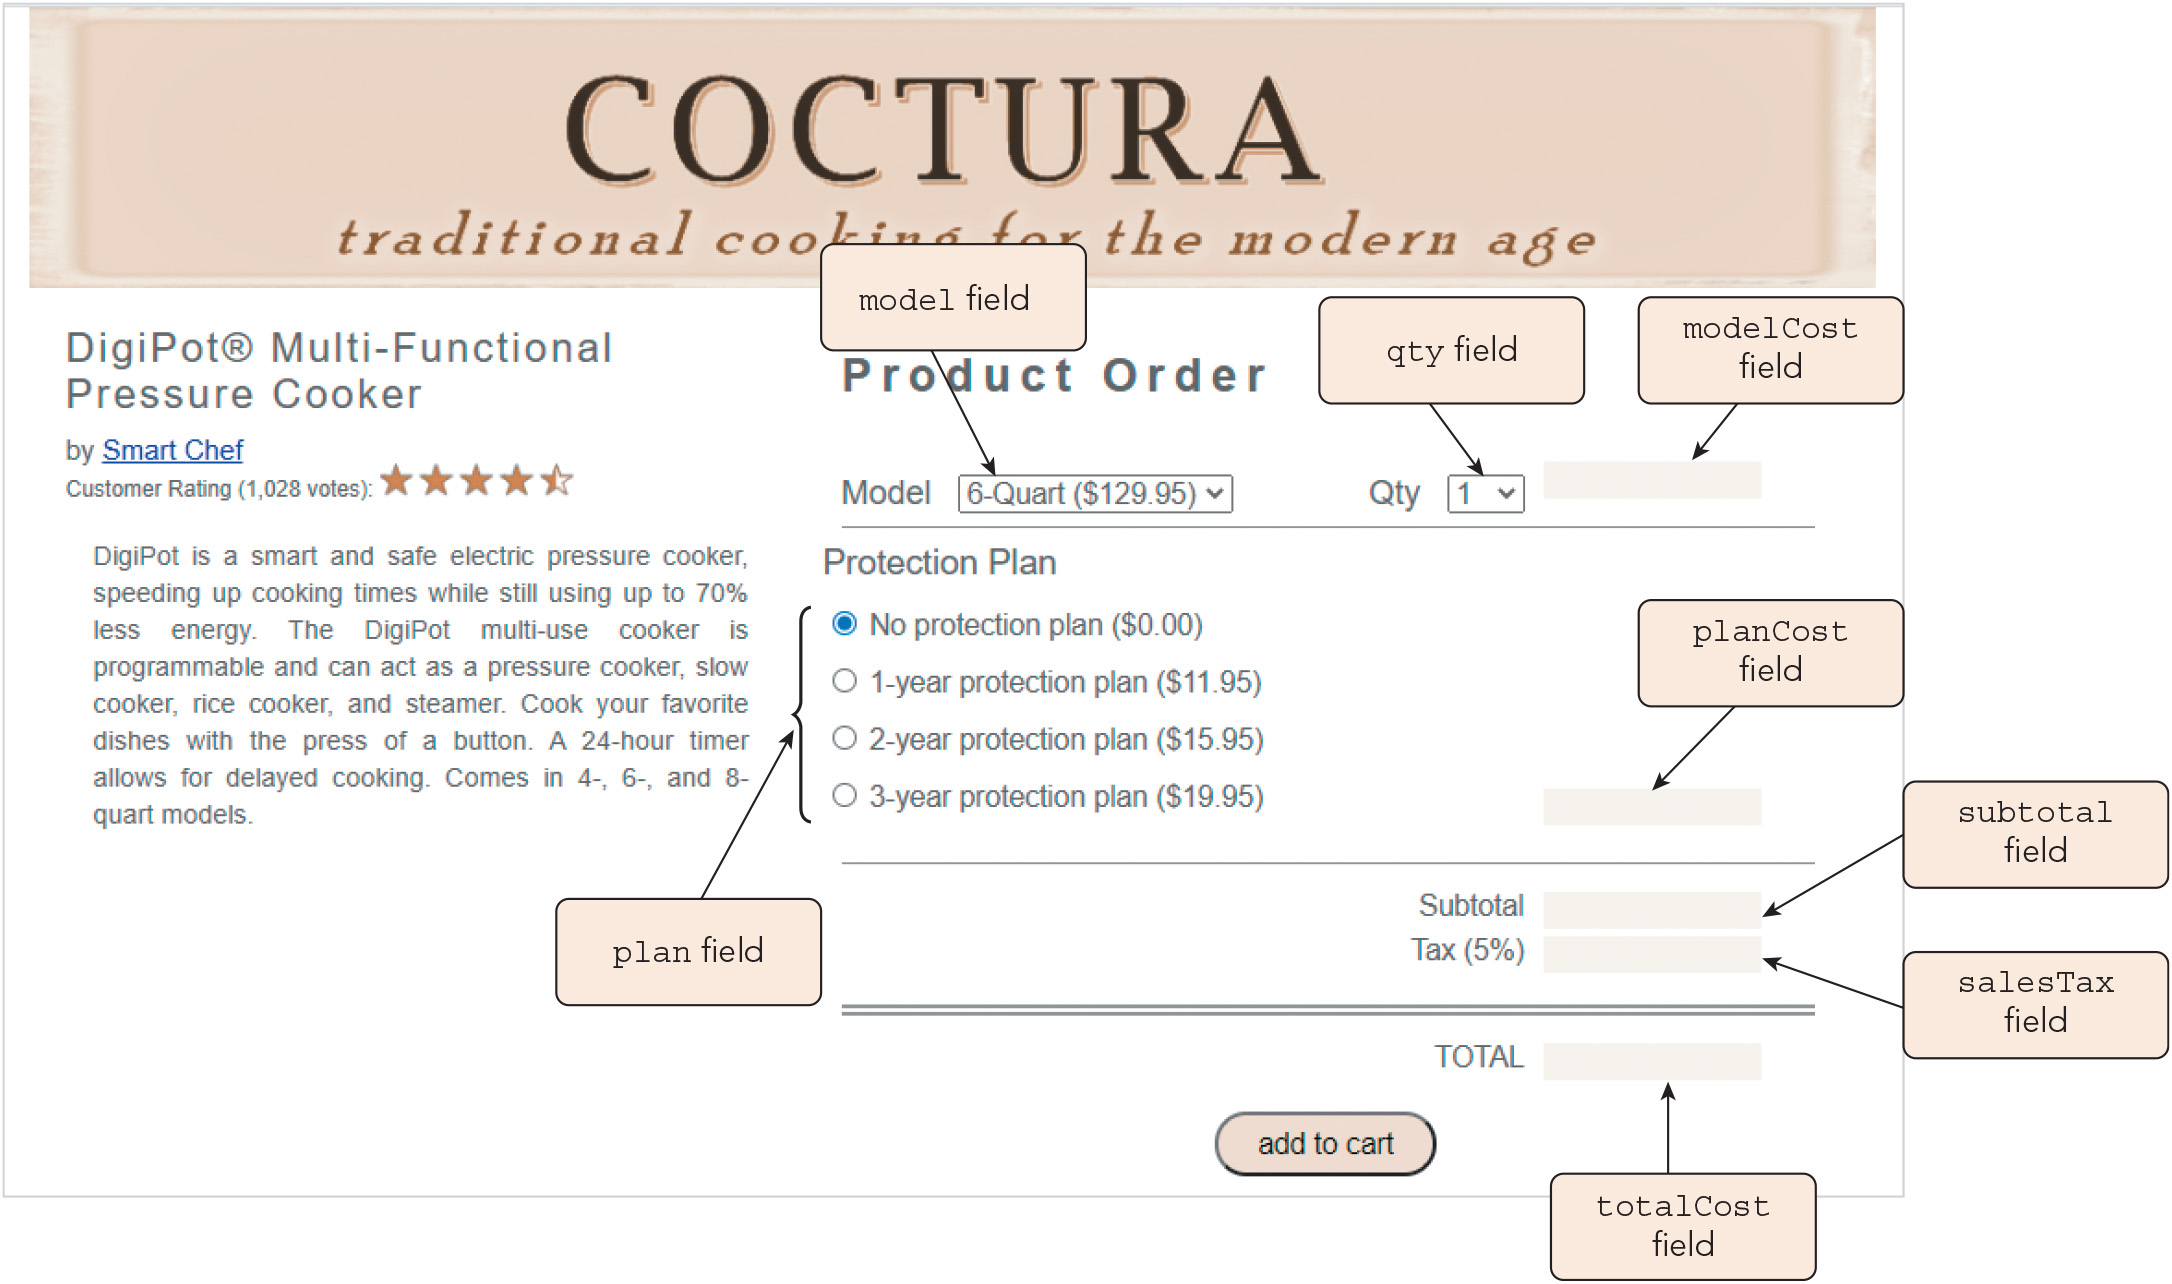 COCTURA
traditional cooking for the modern age
model field
qty field
modelCost
field
DigiPot® Multi-Functional
Pressure Cooker
by Smart Chef
Customer Rating (1,028 votes):
Product Order
Model 6-Quart ($129.95) Qty 1
DigiPot is a smart and safe electric pressure cooker,
speeding up cooking times while still using up to 70%
less energy. The DigiPot multi-use cooker is
programmable and can act as a pressure cooker, slow
cooker, rice cooker, and steamer. Cook your favorite
dishes with the press of a button. A 24-hour timer
allows for delayed cooking. Comes in 4-, 6-, and 8-
quart models.
Protection Plan
No protection plan ($0.00)
1-year protection plan ($11.95)
2-year protection plan ($15.95)
3-year protection plan ($19.95)
planCost
field
plan field
Subtotal
Tax (5%)
subtotal
field
salesTax
field
TOTAL
add to cart
totalCost
field